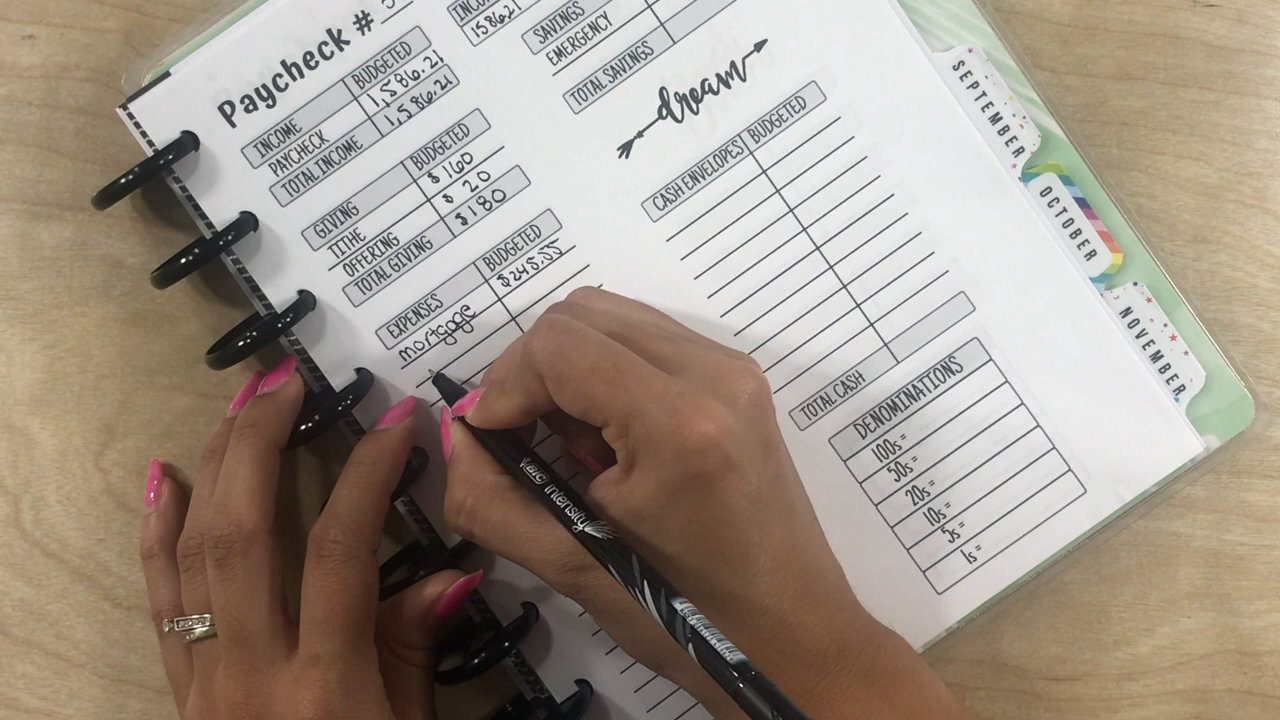 Paycheck #
INCOME BUDGETED
PAYCHECK 1,586.21
TOTAL INCOME 1,586.21
GIVING BUDGETED
TITHE $160
OFFERING $ 20
TOTAL GIVING $180
EXPENSES BUDGETED
mortgage $245.55
158621
SAVINGS
EMERGENCY
TOTAL SAVINGS
dream
CASH ENVELOPES BUDGETED
TOTAL CASH
DENOMINATIONS
100s =
50s =
20s =
10s =
5s =
1s =
SEPTEMBER
OCTOBER
NOVEMBER
BIC intensity